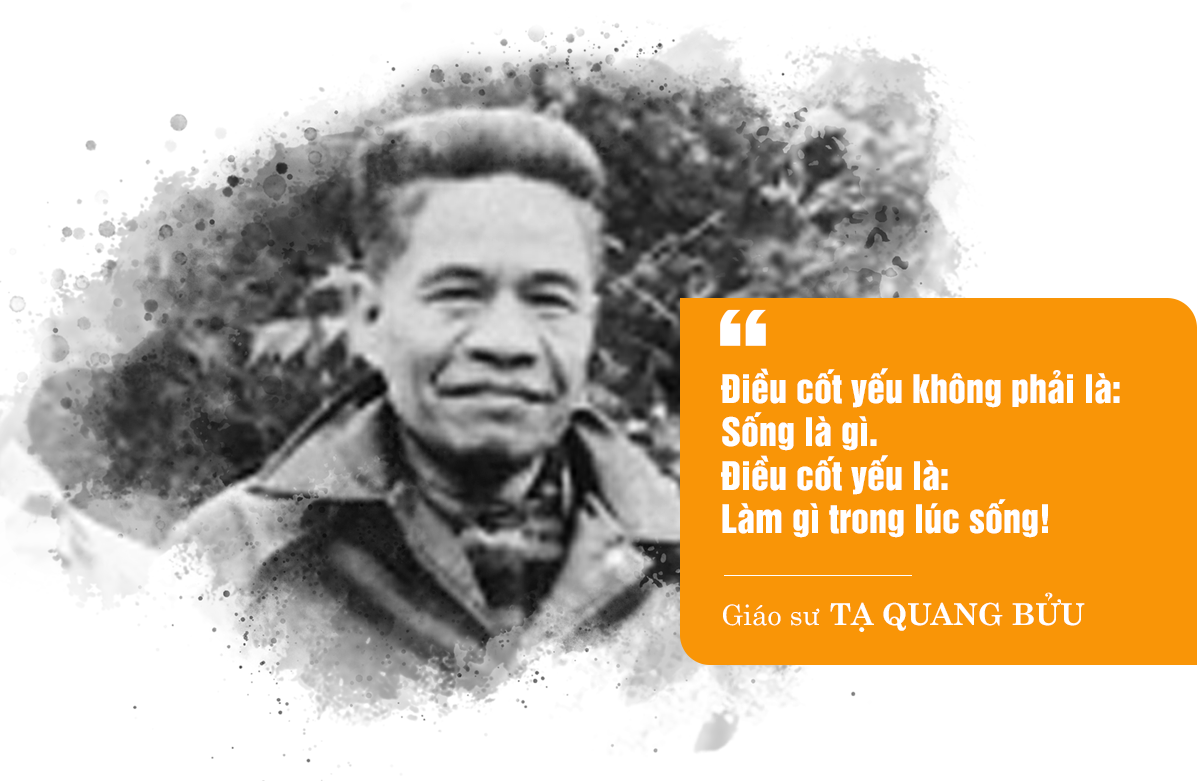 “
Điều cốt yếu không phải là:
Sống là gì.
Điều cốt yếu là:
Làm gì trong lúc sống!
Giáo sư TẠ QUANG BỬU